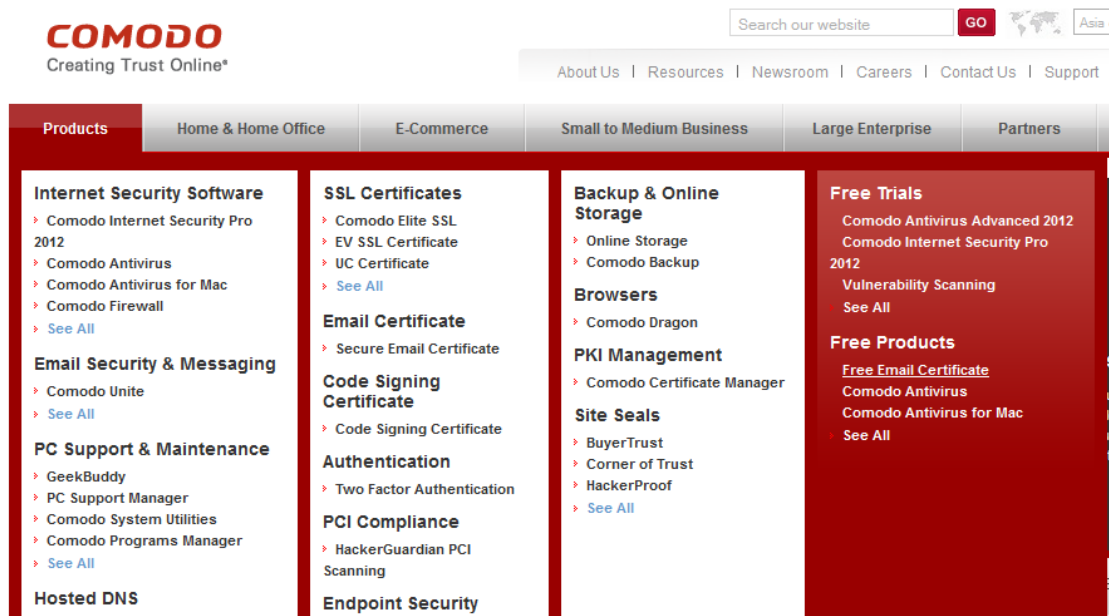 COMODO
Creating Trust Online®
Search our website
GO
Asia
About Us | Resources | Newsroom | Careers | Contact Us | Support
Products
Home & Home Office
E-Commerce
Small to Medium Business
Large Enterprise
Partners
Internet Security Software
Comodo Internet Security Pro
2012
Comodo Antivirus
Comodo Antivirus for Mac
Comodo Firewall
See All
Email Security & Messaging
Comodo Unite
See All
PC Support & Maintenance
GeekBuddy
PC Support Manager
Comodo System Utilities
Comodo Programs Manager
See All
Hosted DNS
SSL Certificates
Comodo Elite SSL
EV SSL Certificate
UC Certificate
See All
Email Certificate
Secure Email Certificate
Code Signing
Certificate
Code Signing Certificate
Authentication
Two Factor Authentication
PCI Compliance
HackerGuardian PCI
Scanning
Endpoint Security
Backup & Online
Storage
Online Storage
Comodo Backup
Browsers
Comodo Dragon
PKI Management
Comodo Certificate Manager
Site Seals
BuyerTrust
Corner of Trust
HackerProof
See All
Free Trials
Comodo Antivirus Advanced 2012
Comodo Internet Security Pro
2012
Vulnerability Scanning
See All
Free Products
Free Email Certificate
Comodo Antivirus
Comodo Antivirus for Mac
See All